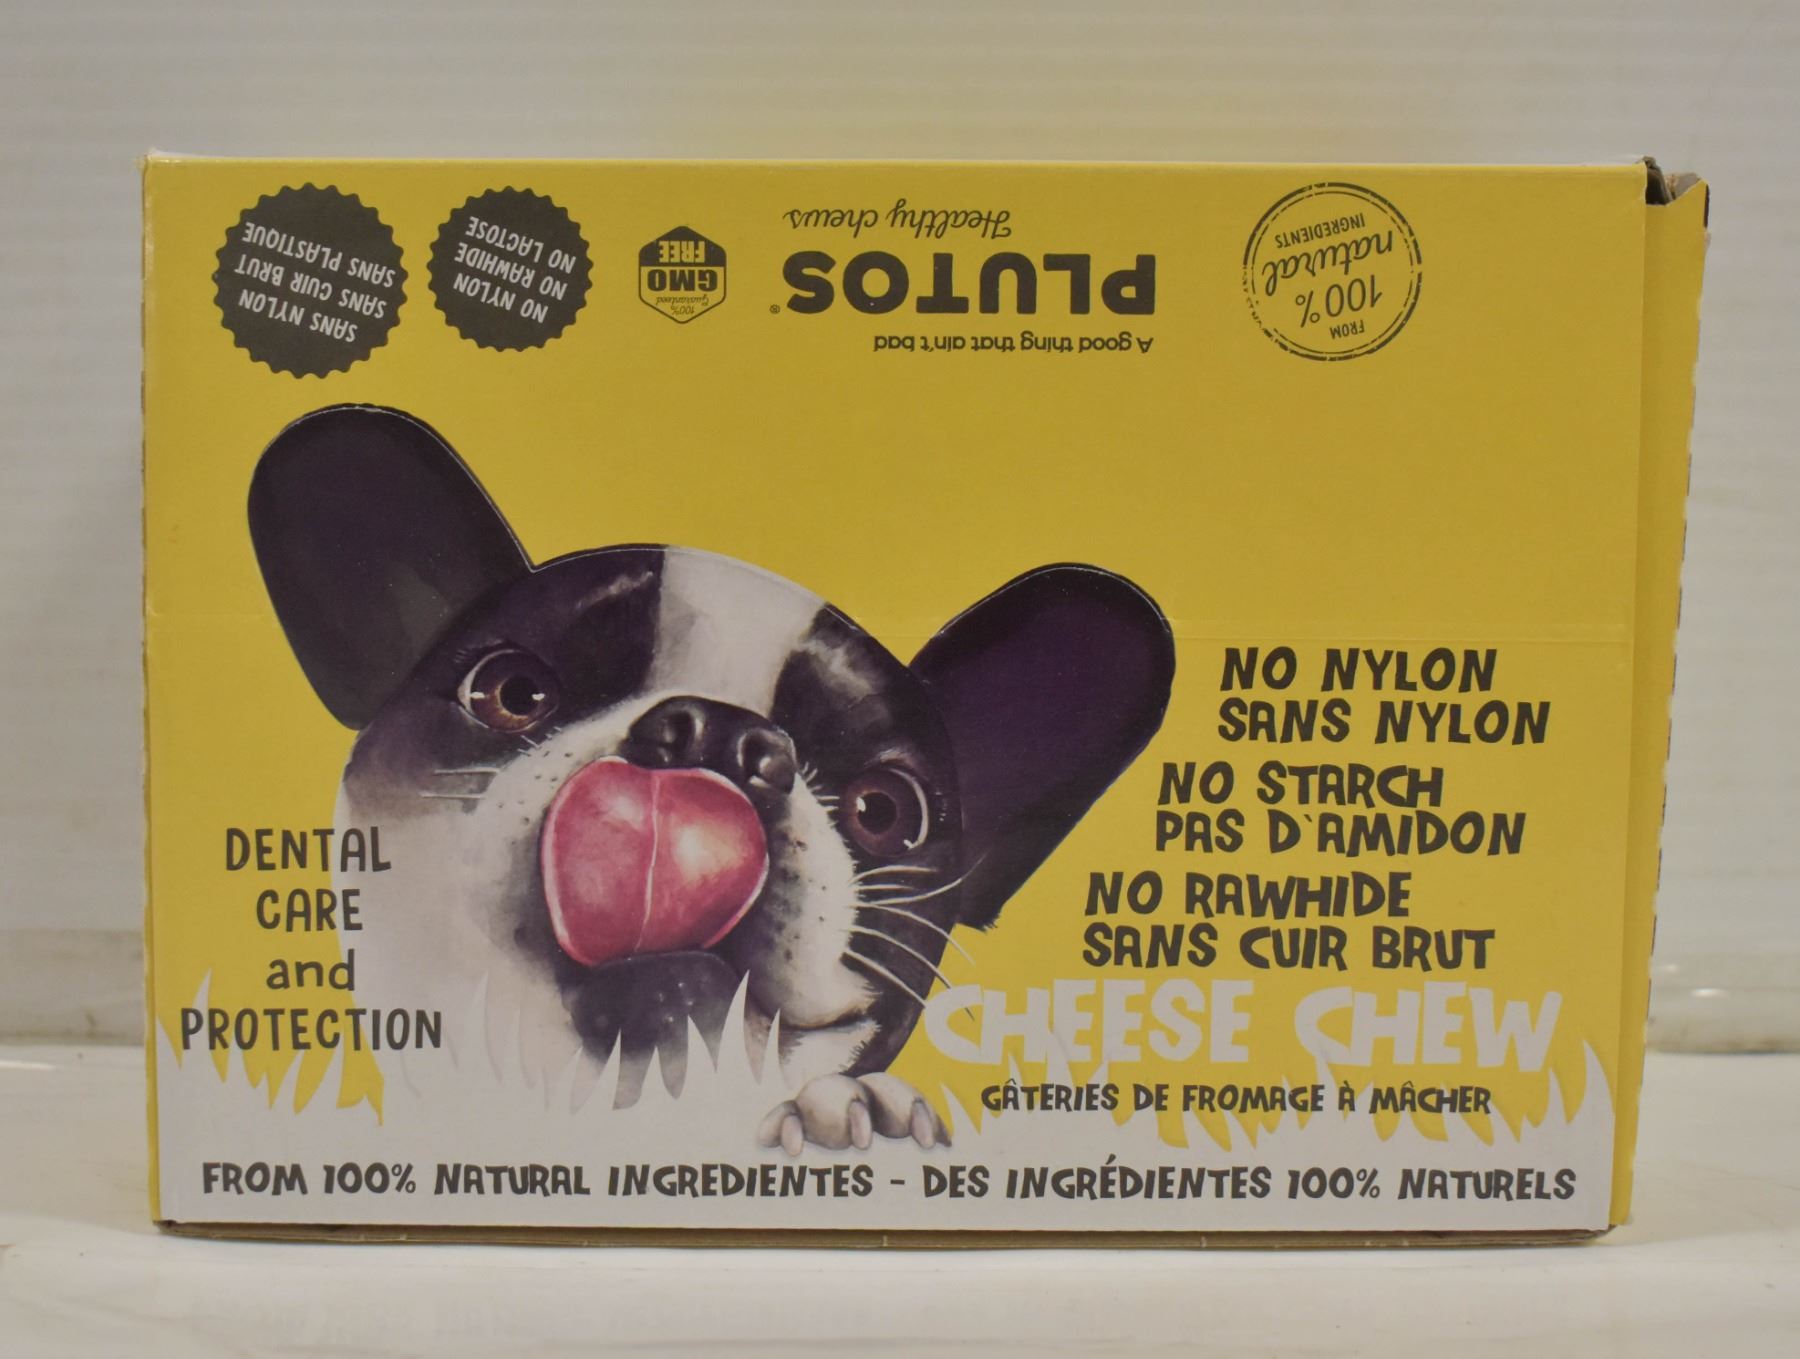 SANS NYLON
SANS CUIR BRUT
SANS PLASTIQUE
NO NYLON
NO RAWHIDE
NO LACTOSE
100%
Guaranteed
GMO
FREE
A good thing that ain't bad
PLUTOS®
Healthy chews
FROM
100%
natural
INGREDIENTS
DENTAL
CARE
and
PROTECTION
NO NYLON
SANS NYLON
NO STARCH
PAS D'AMIDON
NO RAWHIDE
SANS CUIR BRUT
CHEESE CHEW
GÂTERIES DE FROMAGE À MÂCHER
FROM 100% NATURAL INGREDIENTES - DES INGRÉDIENTES 100% NATURELS